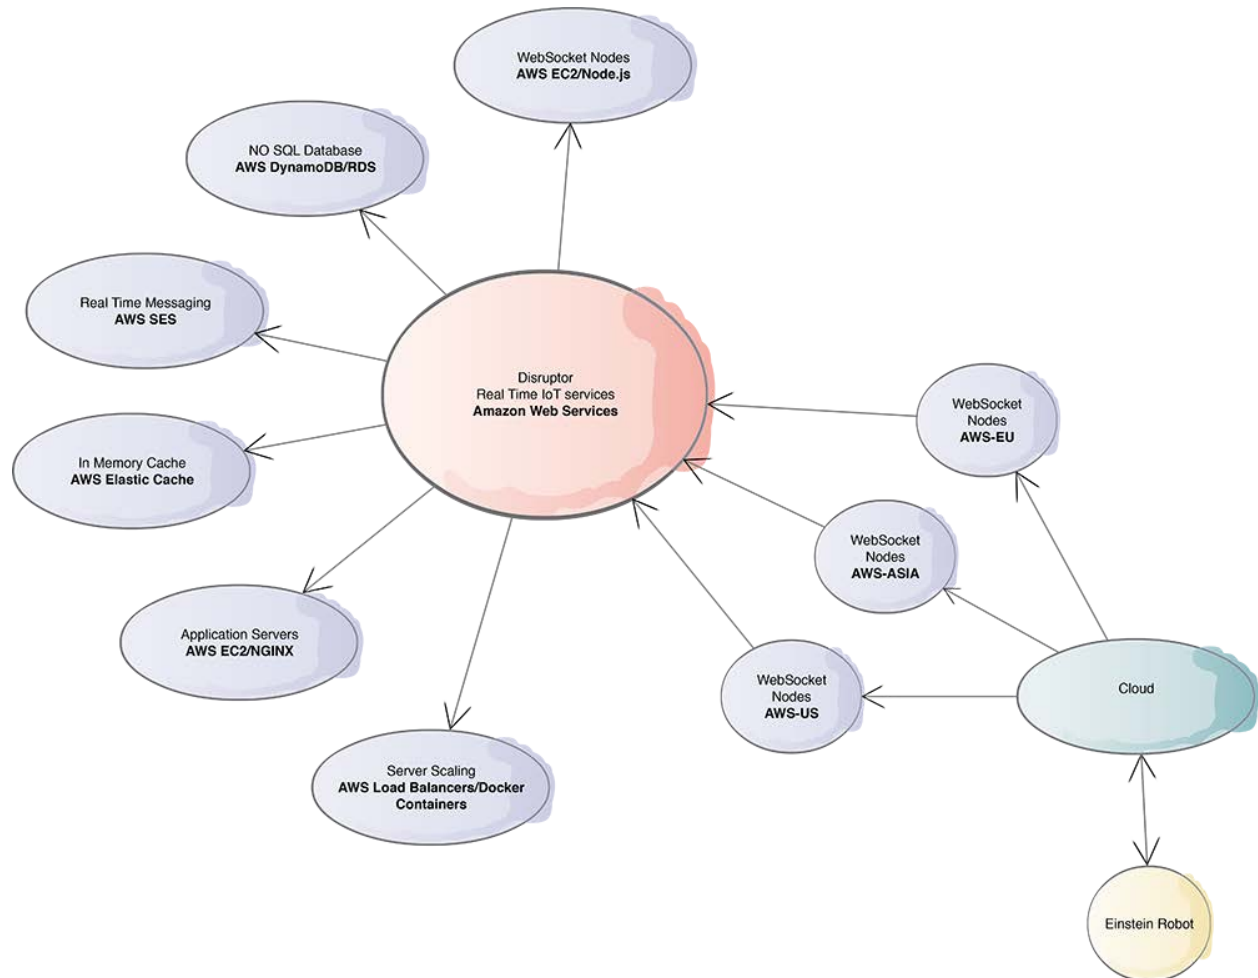 WebSocket Nodes
AWS EC2/Node.js
NO SQL Database
AWS DynamoDB/RDS
Real Time Messaging
AWS SES
Disruptor
Real Time IoT services
Amazon Web Services
WebSocket
Nodes
AWS-EU
In Memory Cache
AWS Elastic Cache
WebSocket
Nodes
AWS-ASIA
Application Servers
AWS EC2/NGINX
WebSocket
Nodes
AWS-US
Cloud
Server Scaling
AWS Load Balancers/Docker
Containers
Einstein Robot